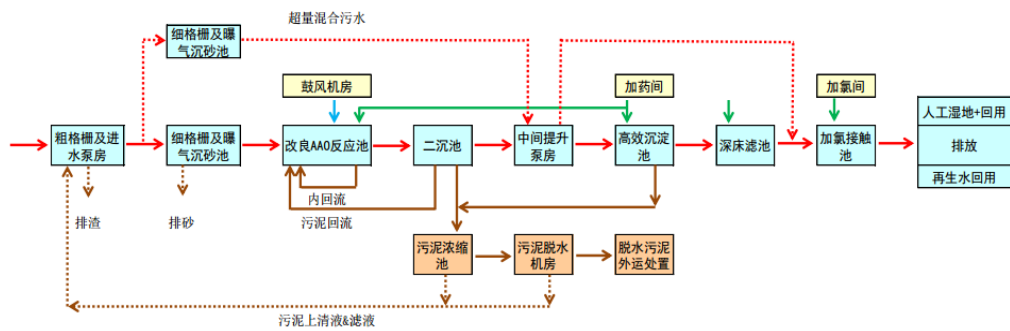 超量混合污水
细格栅及曝
气沉砂池
鼓风机房
加药间
加氯间
粗格栅及进
水泵房
细格栅及曝
气沉砂池
改良AAO反应池
二沉池
中间提升
泵房
高效沉淀
池
深床滤池
加氯接触
池
人工湿地+回用
排放
再生水回用
内回流
污泥回流
排渣
排砂
污泥浓缩
池
污泥脱水
机房
脱水污泥
外运处置
污泥上清液&滤液